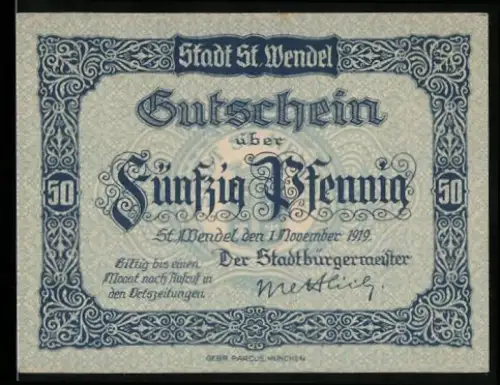 Stadt St. Wendel
Gutschein
über
50 Fünfzig Pfennig 50
St. Wendel, den 1. November 1919.
Gültig bis einen
Monat nach Aufruf in
den Ortszeitungen.
Der Stadtbürgermeister
Mettlich.
GEBR. PARCUS, MÜNCHEN